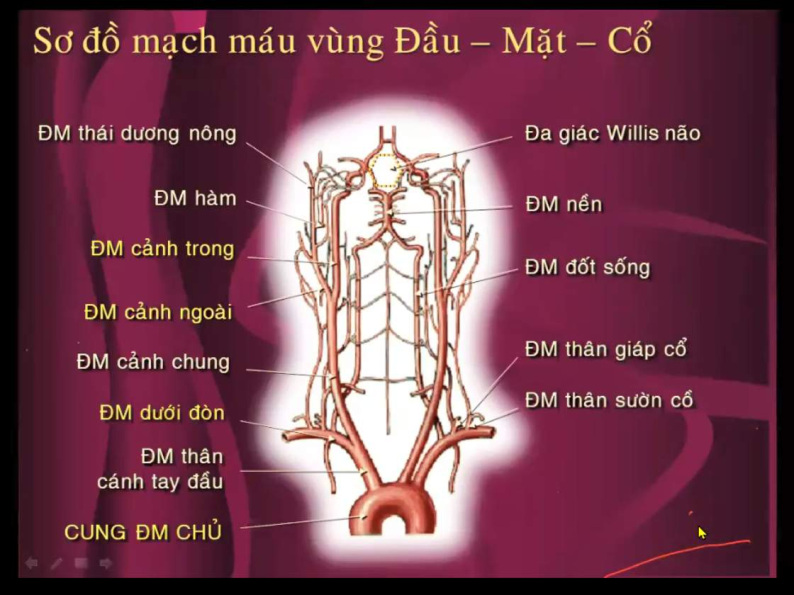 Sơ đồ mạch máu vùng Đầu – Mặt – Cổ
ĐM thái dương nông
ĐM hàm
ĐM cảnh trong
ĐM cảnh ngoài
ĐM cảnh chung
ĐM dưới đòn
ĐM thân
cánh tay đầu
CUNG ĐM CHỦ
Đa giác Willis não
ĐM nền
ĐM đốt sống
ĐM thân giáp cổ
ĐM thân sườn cồ